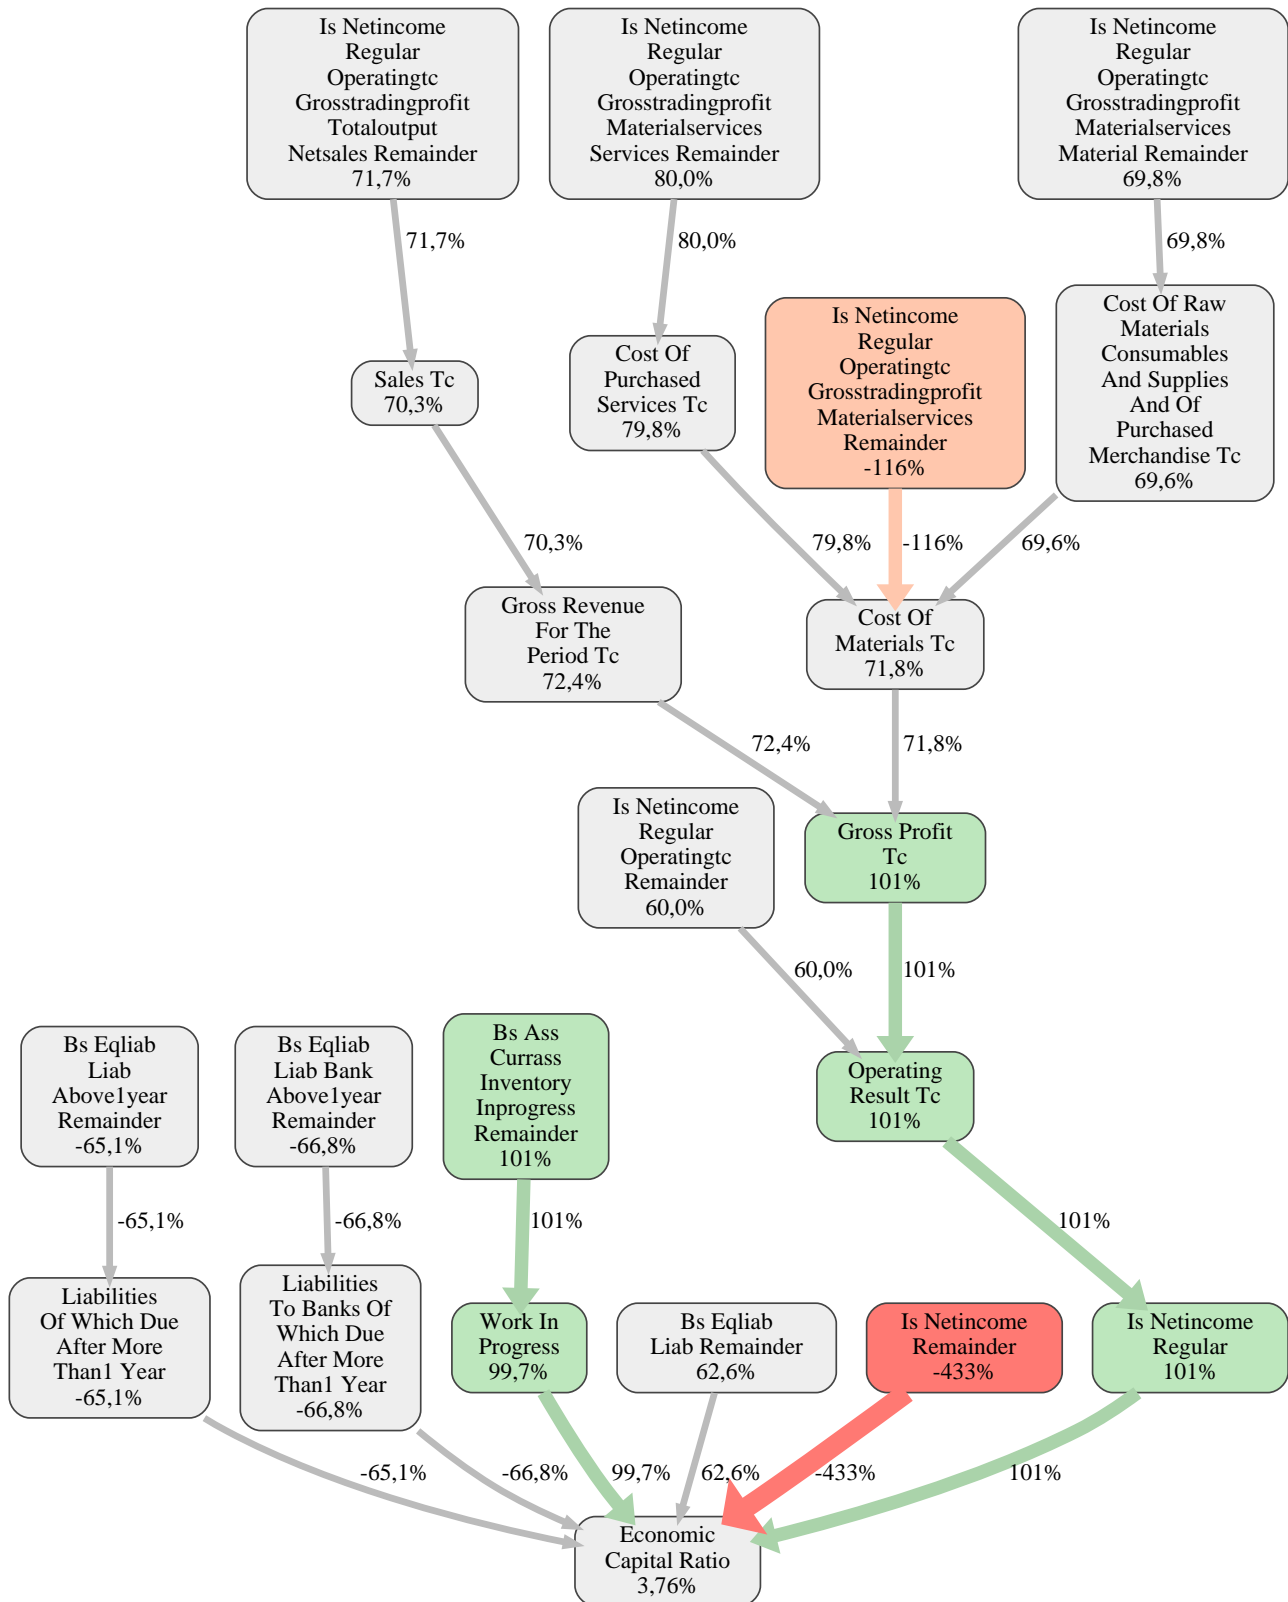 Is Netincome
Regular
Operatingtc
Grosstradingprofit
Totaloutput
Netsales Remainder
71,7%
Is Netincome
Regular
Operatingtc
Grosstradingprofit
Materialservices
Services Remainder
80,0%
Is Netincome
Regular
Operatingtc
Grosstradingprofit
Materialservices
Material Remainder
69,8%
71,7%
80,0%
69,8%
Sales Tc
70,3%
Cost Of
Purchased
Services Tc
79,8%
Is Netincome
Regular
Operatingtc
Grosstradingprofit
Materialservices
Remainder
-116%
Cost Of Raw
Materials
Consumables
And Supplies
And Of
Purchased
Merchandise Tc
69,6%
70,3%
79,8%
-116%
69,6%
Gross Revenue
For The
Period Tc
72,4%
Cost Of
Materials Tc
71,8%
72,4%
71,8%
Is Netincome
Regular
Operatingtc
Remainder
60,0%
Gross Profit
Tc
101%
60,0%
101%
Bs Eqliab
Liab
Above1year
Remainder
-65,1%
Bs Eqliab
Liab Bank
Above1year
Remainder
-66,8%
Bs Ass
Currass
Inventory
Inprogress
Remainder
101%
Operating
Result Tc
101%
-65,1%
-66,8%
101%
101%
Liabilities
Of Which Due
After More
Than1 Year
-65,1%
Liabilities
To Banks Of
Which Due
After More
Than1 Year
-66,8%
Work In
Progress
99,7%
Bs Eqliab
Liab Remainder
62,6%
Is Netincome
Remainder
-433%
Is Netincome
Regular
101%
-65,1%
-66,8%
99,7%
62,6%
-433%
101%
Economic
Capital Ratio
3,76%